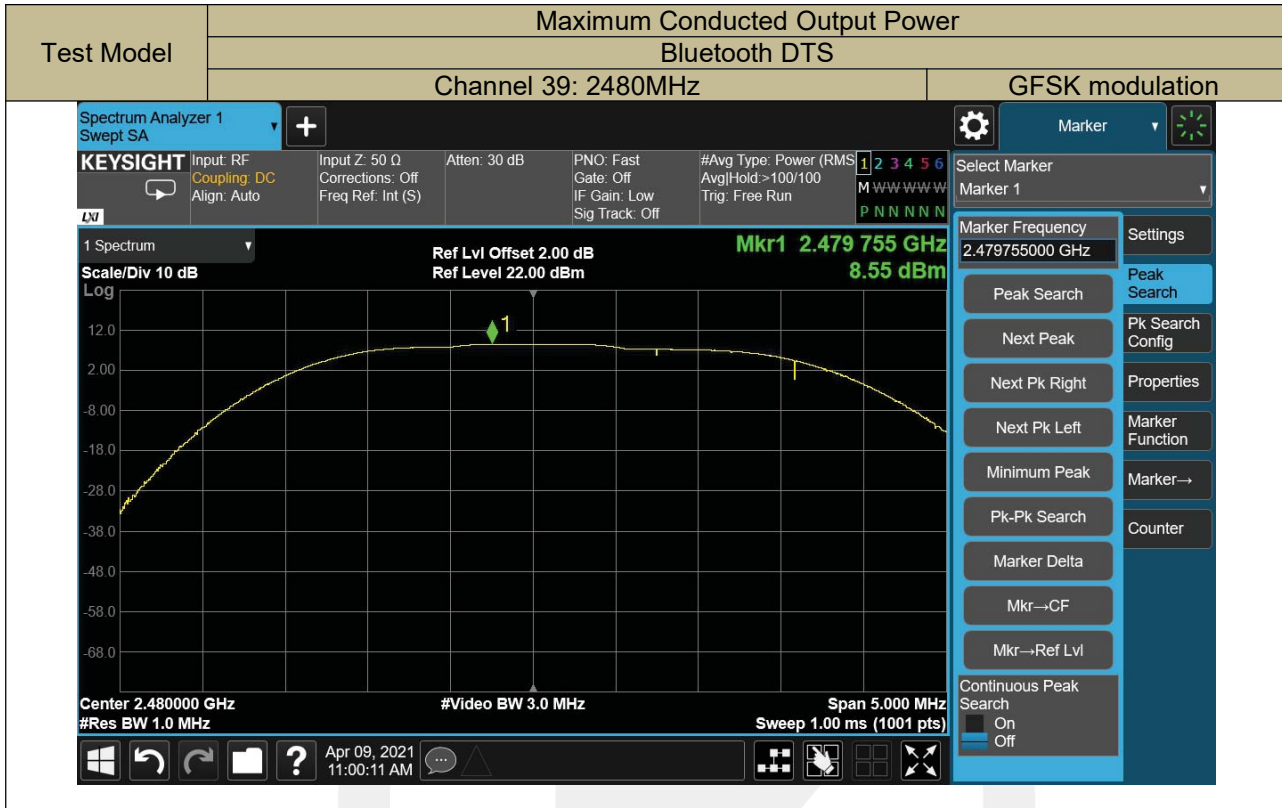 Test Model
Maximum Conducted Output Power
Bluetooth DTS
Channel 39: 2480MHz
GFSK modulation
Spectrum Analyzer 1
Swept SA
Marker
KEYSIGHT
LXI
Input: RF
Coupling: DC
Align: Auto
Input Z: 50 Ω
Corrections: Off
Freq Ref: Int (S)
Atten: 30 dB
PNO: Fast
Gate: Off
IF Gain: Low
Sig Track: Off
#Avg Type: Power (RMS
Avg|Hold:>100/100
Trig: Free Run
1 2 3 4 5 6
M W W W W W
P N N N N N
Select Marker
Marker 1
1 Spectrum
Scale/Div 10 dB
Log
Ref Lvl Offset 2.00 dB
Ref Level 22.00 dBm
Mkr1 2.479 755 GHz
8.55 dBm
1
12.0
2.00
-8.00
-18.0
-28.0
-38.0
-48.0
-58.0
-68.0
Center 2.480000 GHz
#Res BW 1.0 MHz
#Video BW 3.0 MHz
Span 5.000 MHz
Sweep 1.00 ms (1001 pts)
Marker Frequency
2.479755000 GHz
Peak Search
Next Peak
Next Pk Right
Next Pk Left
Minimum Peak
Pk-Pk Search
Marker Delta
Mkr→CF
Mkr→Ref Lvl
Continuous Peak
Search
On
Off
Settings
Peak
Search
Pk Search
Config
Properties
Marker
Function
Marker→
Counter
?
Apr 09, 2021
11:00:11 AM